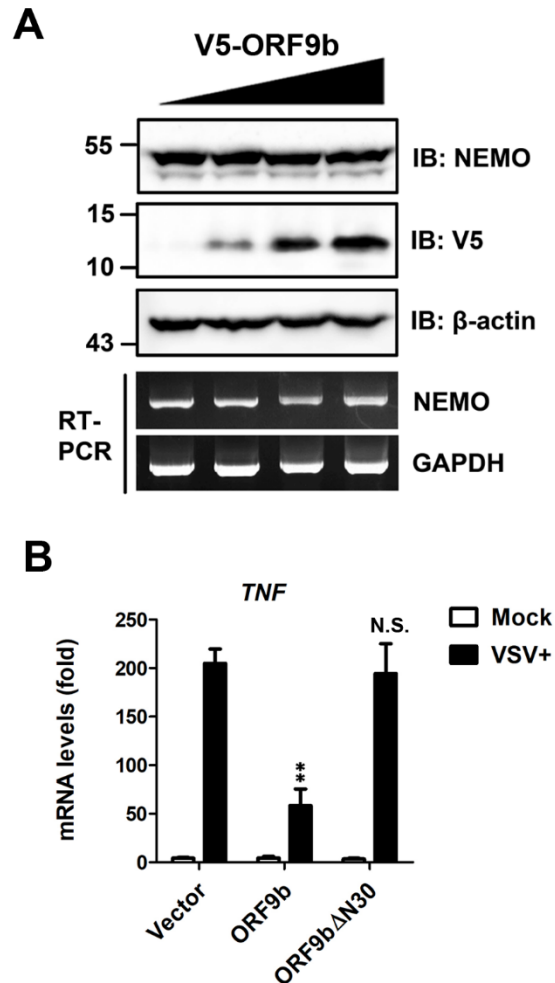 A
V5-ORF9b
55
IB: NEMO
15
IB: V5
10
IB: β-actin
43
RT-
PCR
NEMO
GAPDH
B
TNF
N.S.
Mock
VSV+
250
200
150
100
50
0
**
mRNA levels (fold)
Vector
ORF9b
ORF9bΔN30